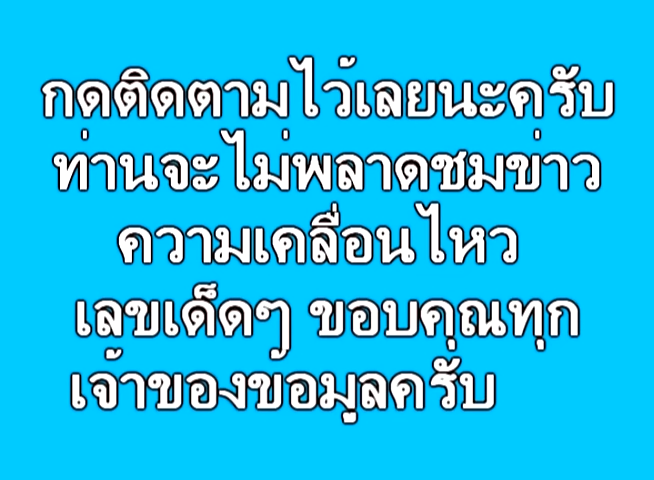 กดติดตามไว้เลยนะครับ
ท่านจะไม่พลาดชมข่าว
ความเคลื่อนไหว
เลขเด็ดๆ ขอบคุณทุก
เจ้าของข้อมูลครับ